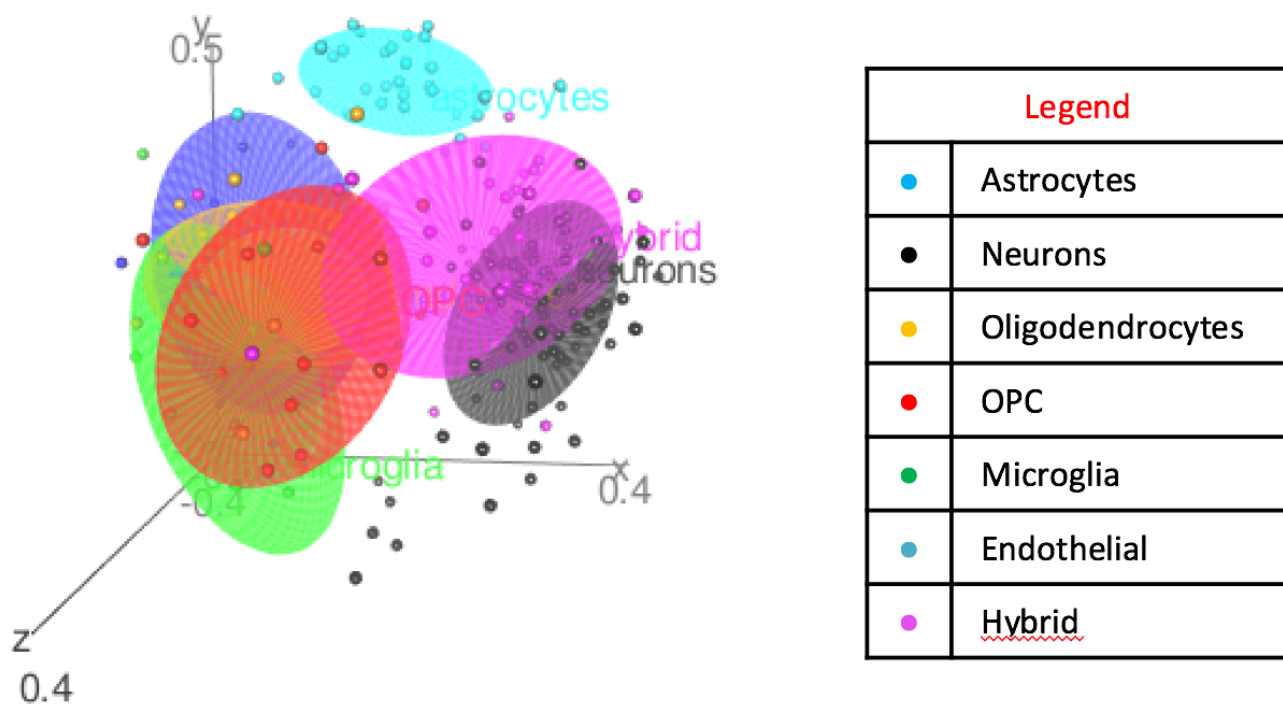 y
0.5
astrocytes
hybrid
neurons
OPC
microglia
x
0.4
-0.4
z
0.4
Legend
Astrocytes
Neurons
Oligodendrocytes
OPC
Microglia
Endothelial
Hybrid